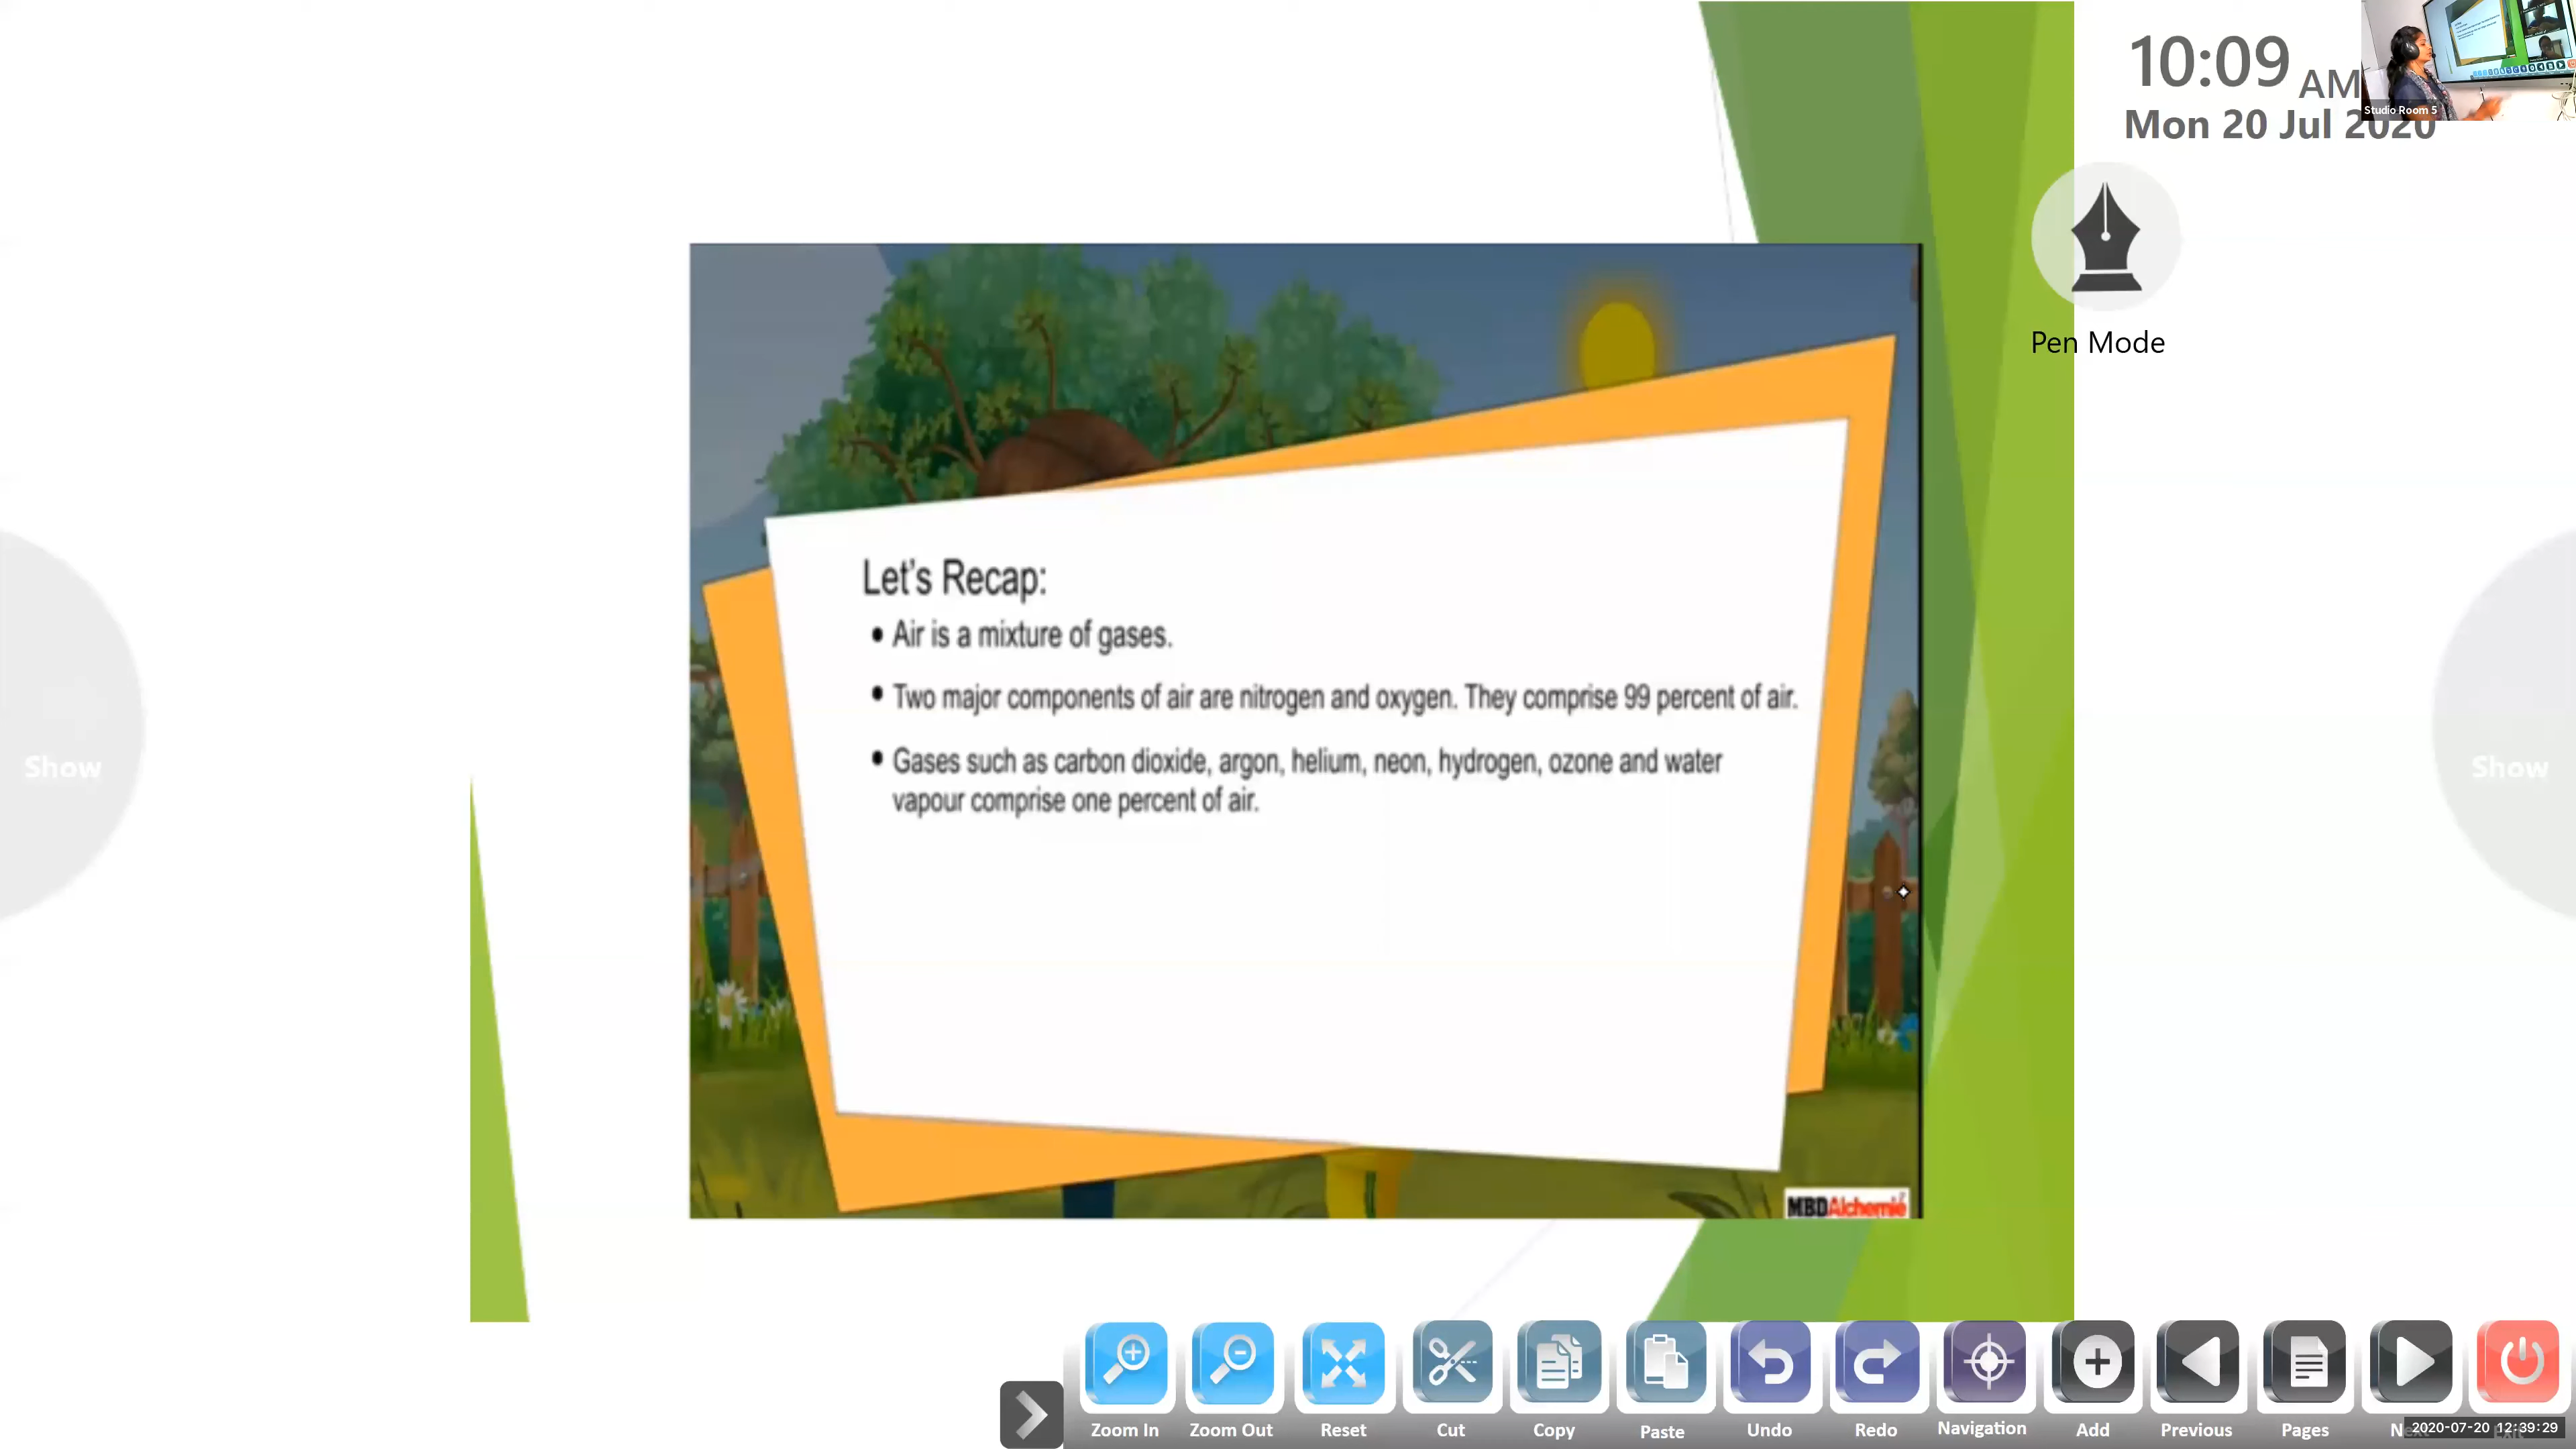 10:09 AM
Studio Room 5
Mon 20 Jul 2020
Pen Mode
Let's Recap:
• Air is a mixture of gases.
• Two major components of air are nitrogen and oxygen. They comprise 99 percent of air.
• Gases such as carbon dioxide, argon, helium, neon, hydrogen, ozone and water
vapour comprise one percent of air.
Show
Show
MBDAlchemie
Zoom In Zoom Out Reset Cut Copy Paste Undo Redo Navigation Add Previous Pages
2020-07-20 12:39:29